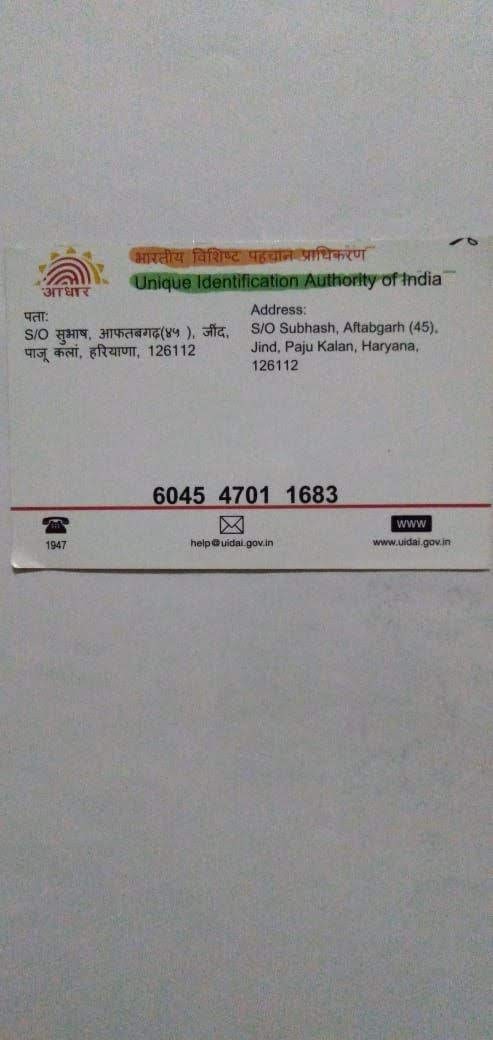 भारतीय विशिष्ट पहचान प्राधिकरण
Unique Identification Authority of India
आधार
पता:
S/O सुभाष, आफतबगढ़(४५ ), जींद,
पाजू कलां, हरियाणा, 126112
Address:
S/O Subhash, Aftabgarh (45),
Jind, Paju Kalan, Haryana,
126112
6045 4701 1683
1947
help@uidai.gov.in
www
www.uidai.gov.in